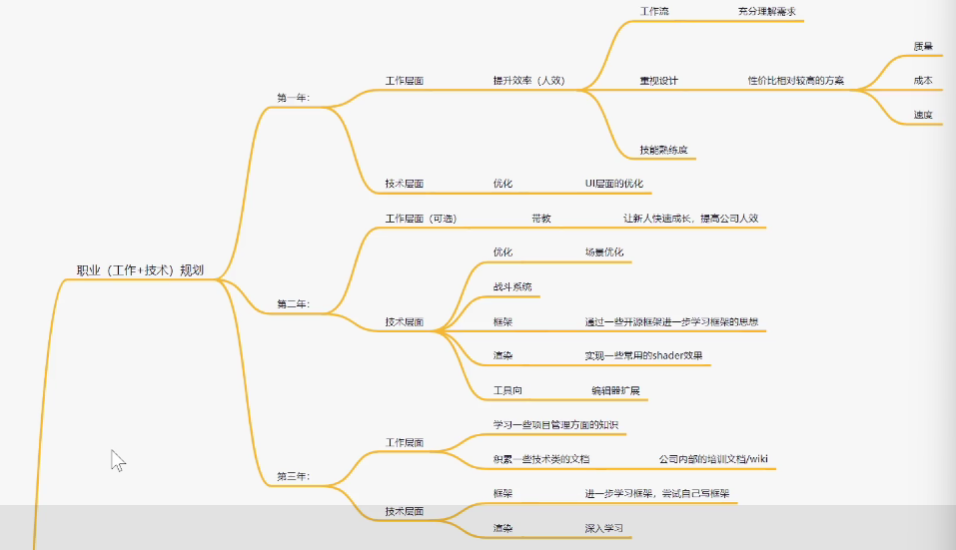 职业（工作+技术）规划
第一年：
工作层面
提升效率（人效）
工作流
充分理解需求
重视设计
性价比相对较高的方案
质量
成本
速度
技能熟练度
技术层面
优化
UI层面的优化
第二年：
工作层面（可选）
带教
让新人快速成长，提高公司人效
技术层面
优化
场景优化
战斗系统
框架
通过一些开源框架进一步学习框架的思想
渲染
实现一些常用的shader效果
工具向
编辑器扩展
第三年：
工作层面
学习一些项目管理方面的知识
积累一些技术类的文档
公司内部的培训文档/wiki
技术层面
框架
进一步学习框架，尝试自己写框架
渲染
深入学习